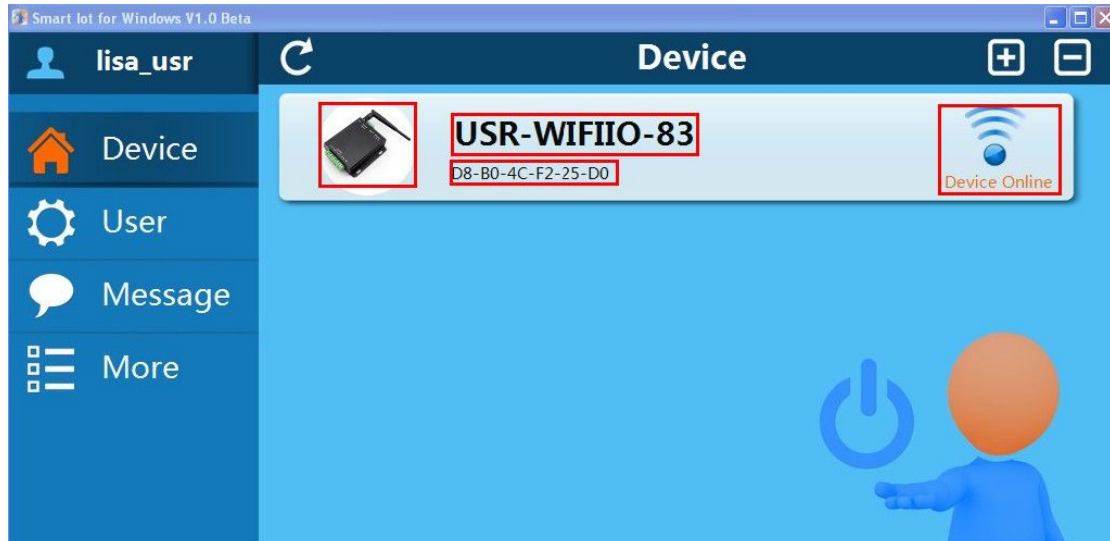 Smart Iot for Windows V1.0 Beta
lisa_usr
Device
Device
User
Message
More
USR-WIFIIO-83
D8-B0-4C-F2-25-D0
Device Online